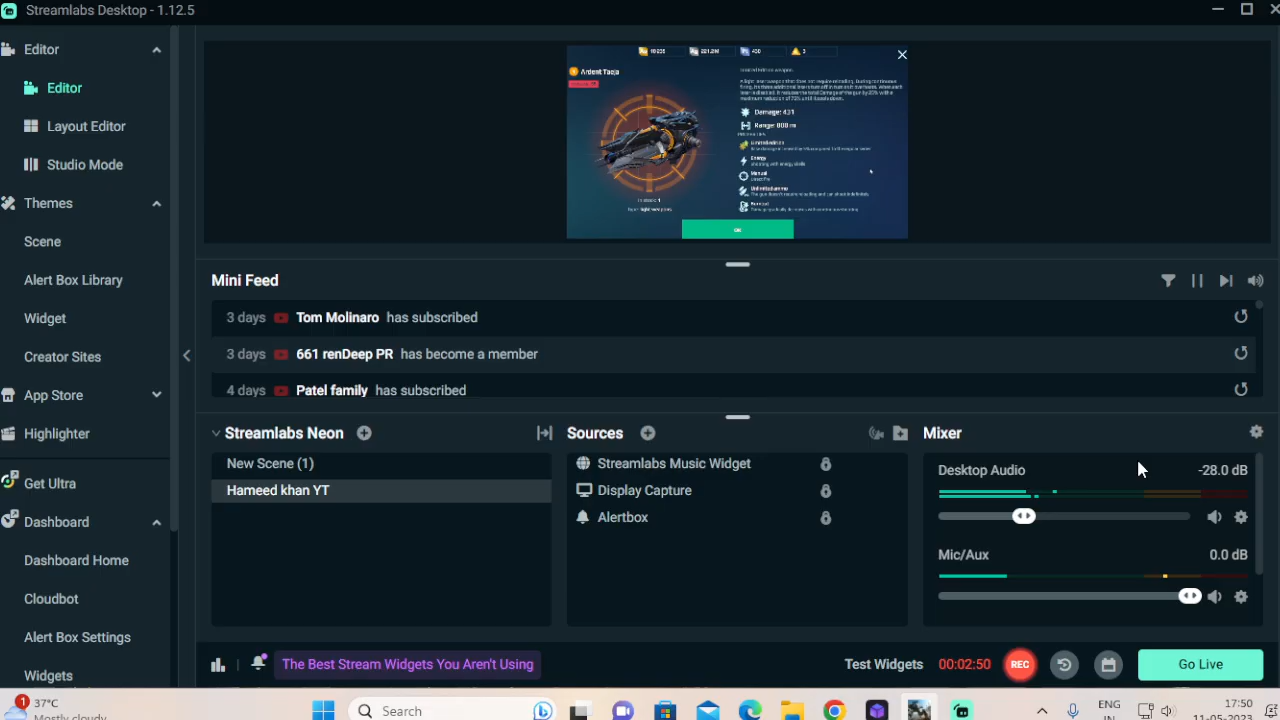 Streamlabs Desktop - 1.12.5
Editor
Editor
Layout Editor
Studio Mode
Themes
Scene
Alert Box Library
Widget
Creator Sites
App Store
Highlighter
Get Ultra
Dashboard
Dashboard Home
Cloudbot
Alert Box Settings
Widgets
Ardent Taeja
Damage: 431
Range: 800 m
Energy
Manual
OK
Mini Feed
3 days Tom Molinaro has subscribed
3 days 661 renDeep PR has become a member
4 days Patel family has subscribed
Streamlabs Neon
New Scene (1)
Hameed khan YT
Sources
Streamlabs Music Widget
Display Capture
Alertbox
Mixer
Desktop Audio -28.0 dB
Mic/Aux 0.0 dB
The Best Stream Widgets You Aren't Using
Test Widgets 00:02:50 REC Go Live
1
37°C
Mostly cloudy
Search
ENG
IN
17:50
11-05-2023